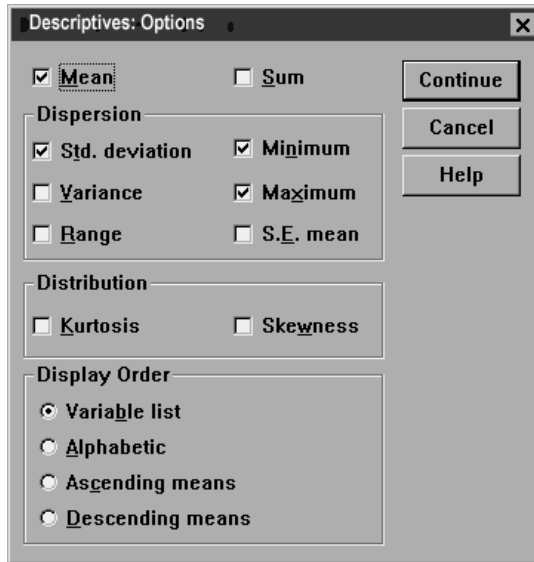 Descriptives: Options
Mean
Sum
Continue
Dispersion
Cancel
Std. deviation
Minimum
Help
Variance
Maximum
Range
S.E. mean
Distribution
Kurtosis
Skewness
Display Order
Variable list
Alphabetic
Ascending means
Descending means